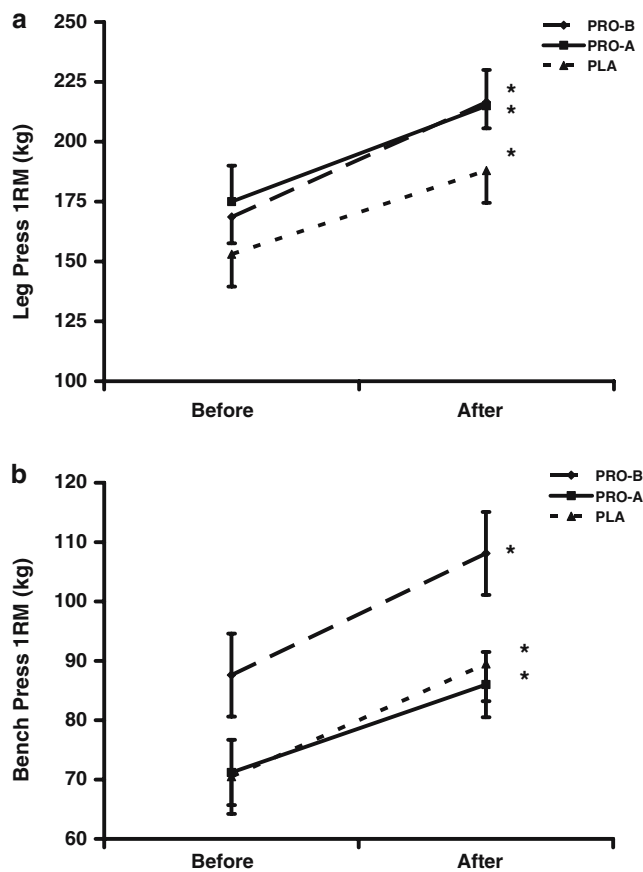 a
PRO-B
PRO-A
PLA
250
225
200
175
150
125
100
Leg Press 1RM (kg)
*
*
*
Before After
b
PRO-B
PRO-A
PLA
120
110
100
90
80
70
60
Bench Press 1RM (kg)
*
*
*
Before After